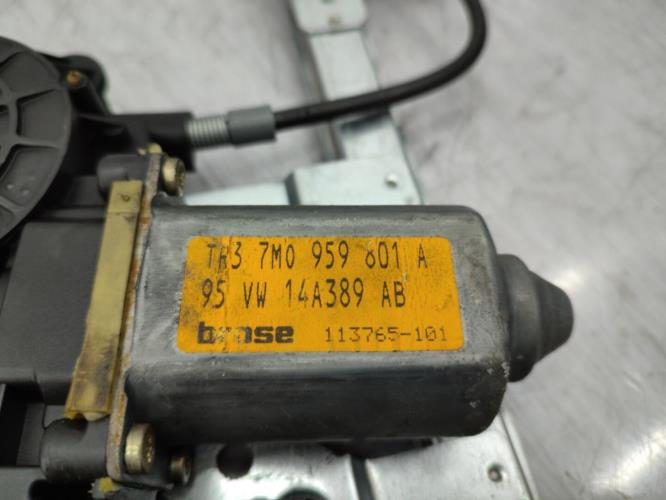 TR3 7M0 959 801 A
95 VW 14A389 AB
brose 113765-101